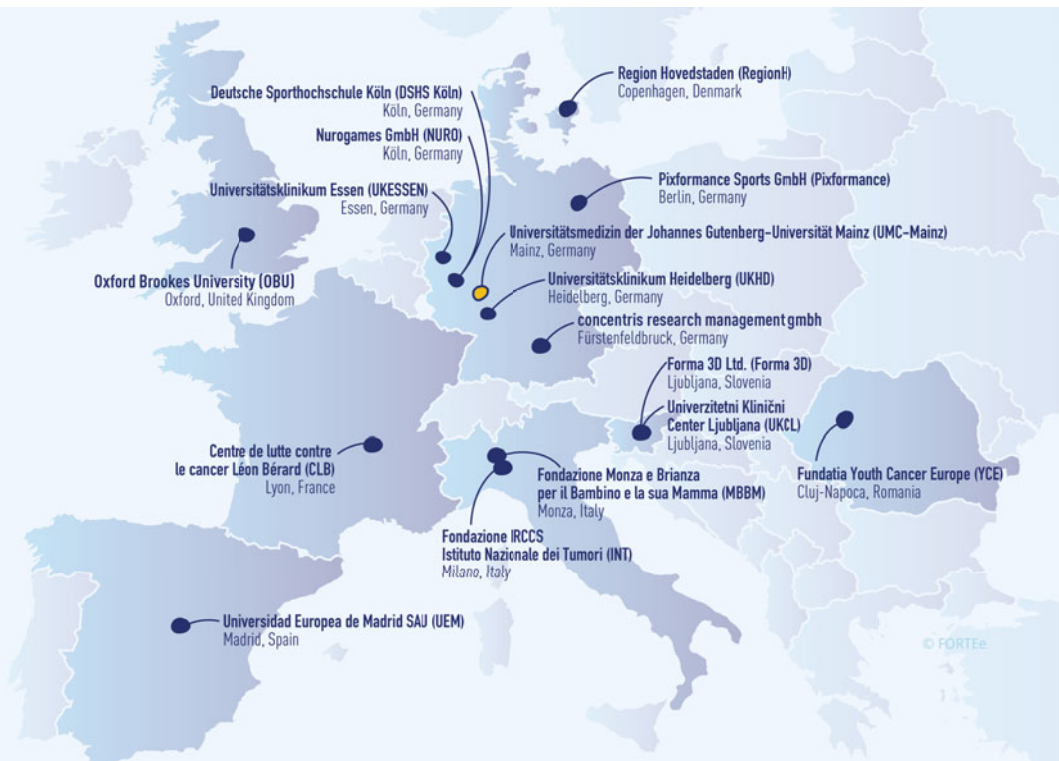 Region Hovedstaden (RegionH)
Copenhagen, Denmark
Deutsche Sporthochschule Köln (DSHS Köln)
Köln, Germany
Nurogames GmbH (NURO)
Köln, Germany
Universitätsklinikum Essen (UKESSEN)
Essen, Germany
Pixformance Sports GmbH (Pixformance)
Berlin, Germany
Universitätsmedizin der Johannes Gutenberg-Universität Mainz (UMC-Mainz)
Mainz, Germany
Oxford Brookes University (OBU)
Oxford, United Kingdom
Universitätsklinikum Heidelberg (UKHD)
Heidelberg, Germany
concentris research management gmbh
Fürstenfeldbruck, Germany
Forma 3D Ltd. (Forma 3D)
Ljubljana, Slovenia
Univerzitetni Klinični
Center Ljubljana (UKCL)
Ljubljana, Slovenia
Centre de lutte contre
le cancer Léon Bérard (CLB)
Lyon, France
Fondazione Monza e Brianza
per il Bambino e la sua Mamma (MBBM)
Monza, Italy
Fundatia Youth Cancer Europe (YCE)
Cluj-Napoca, Romania
Fondazione IRCCS
Istituto Nazionale dei Tumori (INT)
Milano, Italy
Universidad Europea de Madrid SAU (UEM)
Madrid, Spain
© FORTEe